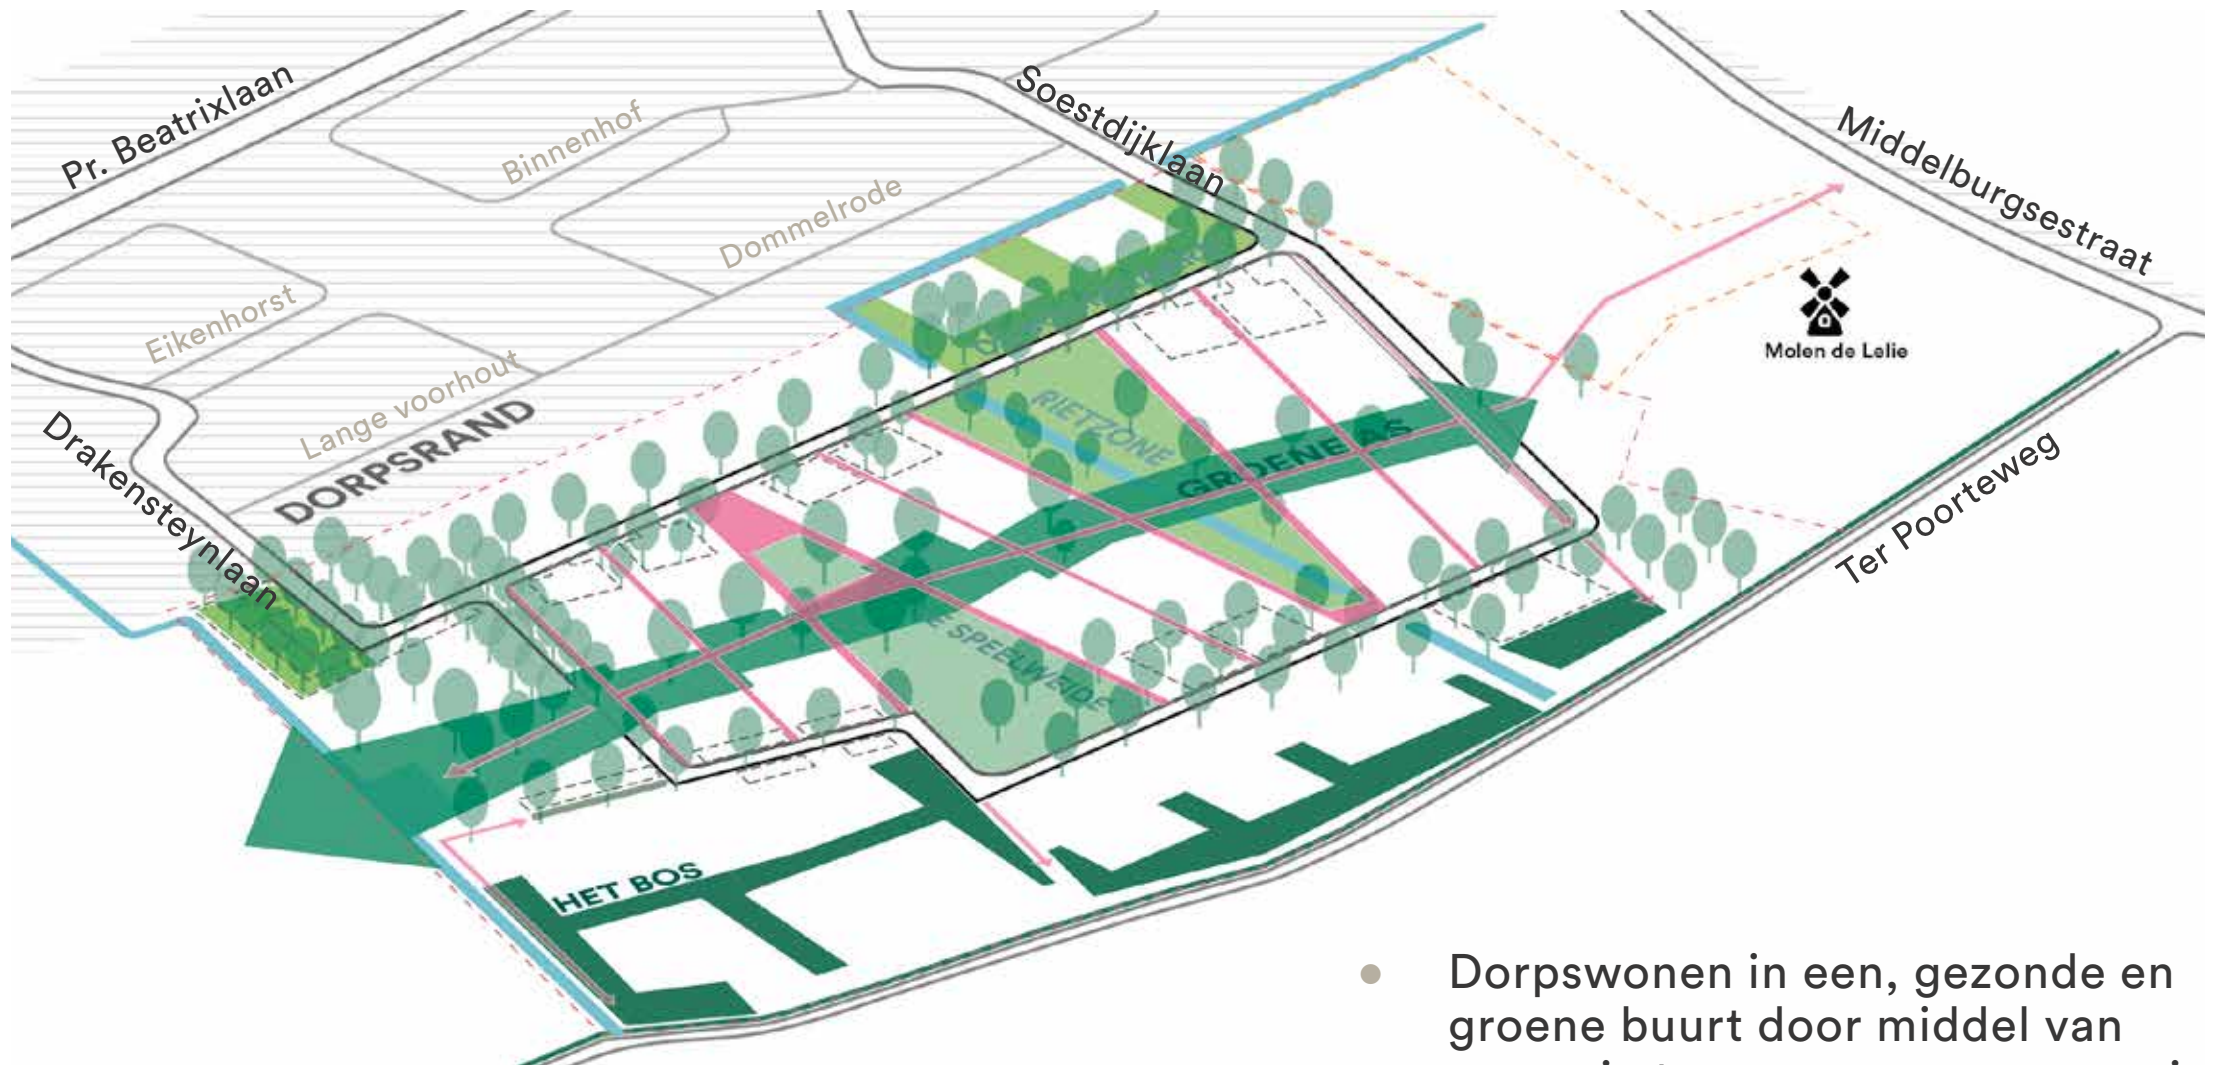 Pr. Beatrixlaan
Binnenhof
Soestdijklaan
Middelburgsestraat
Dommelrode
Eikenhorst
Molen de Lelie
Lange voorhout
DORPSRAND
RIETZONE
GROENE AS
Drakensteynlaan
Ter Poorteweg
SPEELWEIDE
HET BOS
Dorpswonen in een, gezonde en
groene buurt door middel van